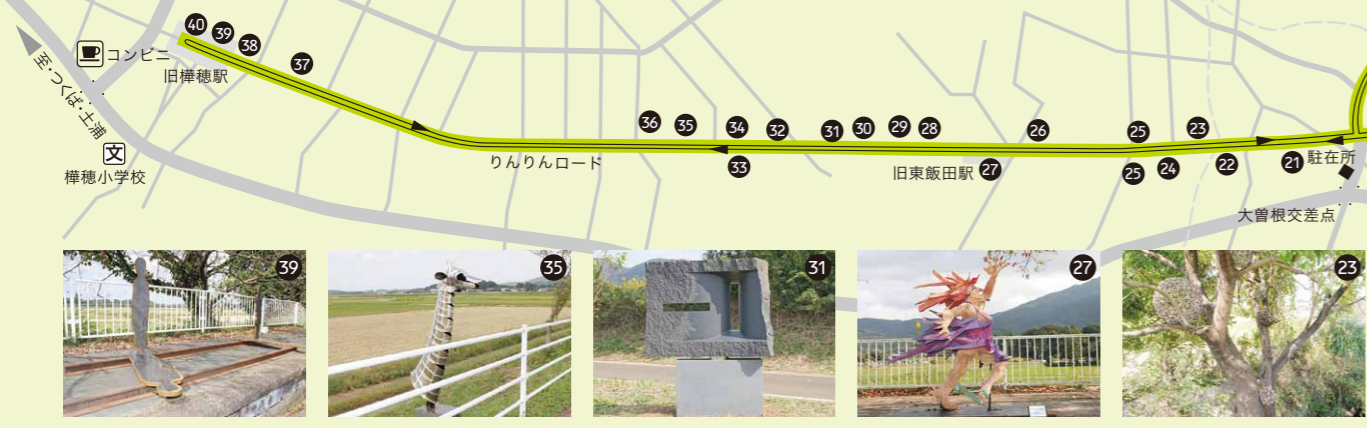 40
39
38
37
コンビニ
旧樺穂駅
至・つくば・土浦
文
樺穂小学校
36
35
34
32
31
30
29
28
26
25
23
りんりんロード
33
旧東飯田駅
27
25
24
22
21
駐在所
大曽根交差点
39
35
31
27
23